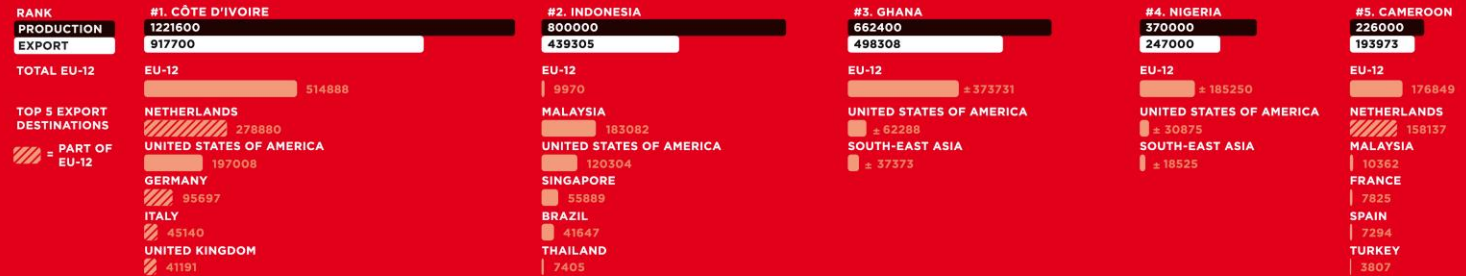 RANK
PRODUCTION
EXPORT
TOTAL EU-12
TOP 5 EXPORT
DESTINATIONS
= PART OF
EU-12
#1. CÔTE D'IVOIRE
1221600
917700
EU-12
514888
NETHERLANDS
278880
UNITED STATES OF AMERICA
197008
GERMANY
95697
ITALY
45140
UNITED KINGDOM
41191
#2. INDONESIA
800000
439305
EU-12
9970
MALAYSIA
183082
UNITED STATES OF AMERICA
120304
SINGAPORE
55889
BRAZIL
41647
THAILAND
7405
#3. GHANA
662400
498308
EU-12
± 373731
UNITED STATES OF AMERICA
± 62288
SOUTH-EAST ASIA
± 37373
#4. NIGERIA
370000
247000
EU-12
± 185250
UNITED STATES OF AMERICA
± 30875
SOUTH-EAST ASIA
± 18525
#5. CAMEROON
226000
193973
EU-12
176849
NETHERLANDS
158137
MALAYSIA
10362
FRANCE
7825
SPAIN
7294
TURKEY
3807